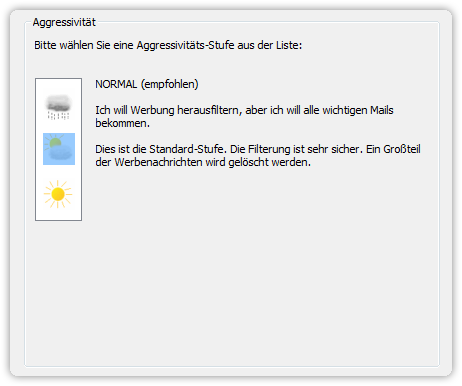 Aggressivität
Bitte wählen Sie eine Aggressivitäts-Stufe aus der Liste:
NORMAL (empfohlen)
Ich will Werbung herausfiltern, aber ich will alle wichtigen Mails
bekommen.
Dies ist die Standard-Stufe. Die Filterung ist sehr sicher. Ein Großteil
der Werbenachrichten wird gelöscht werden.